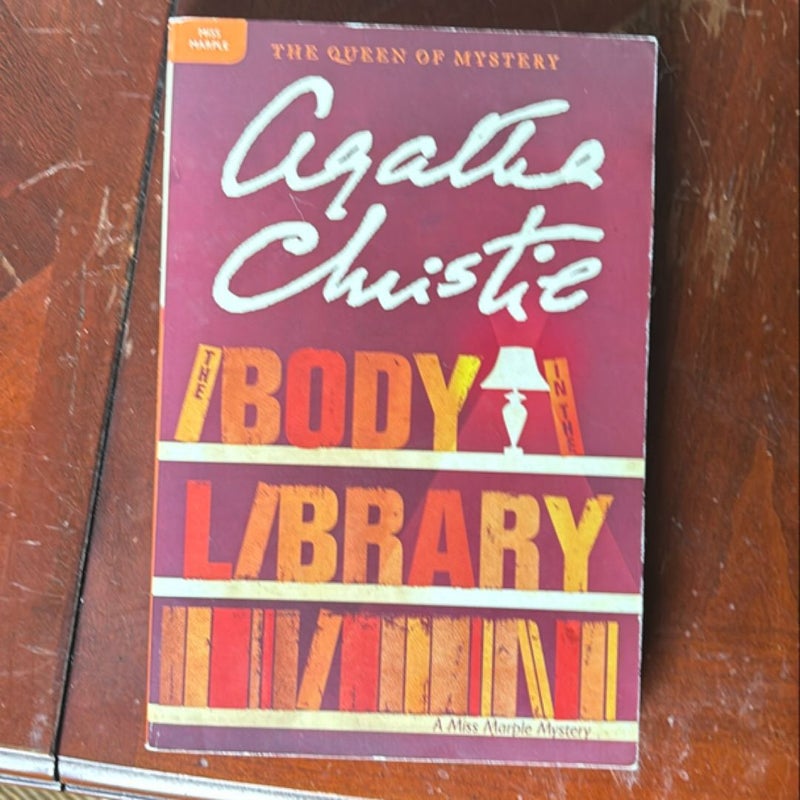 MISS
MARPLE
THE QUEEN OF MYSTERY
Agatha
Christie
THE BODY IN THE
LIBRARY
A Miss Marple Mystery